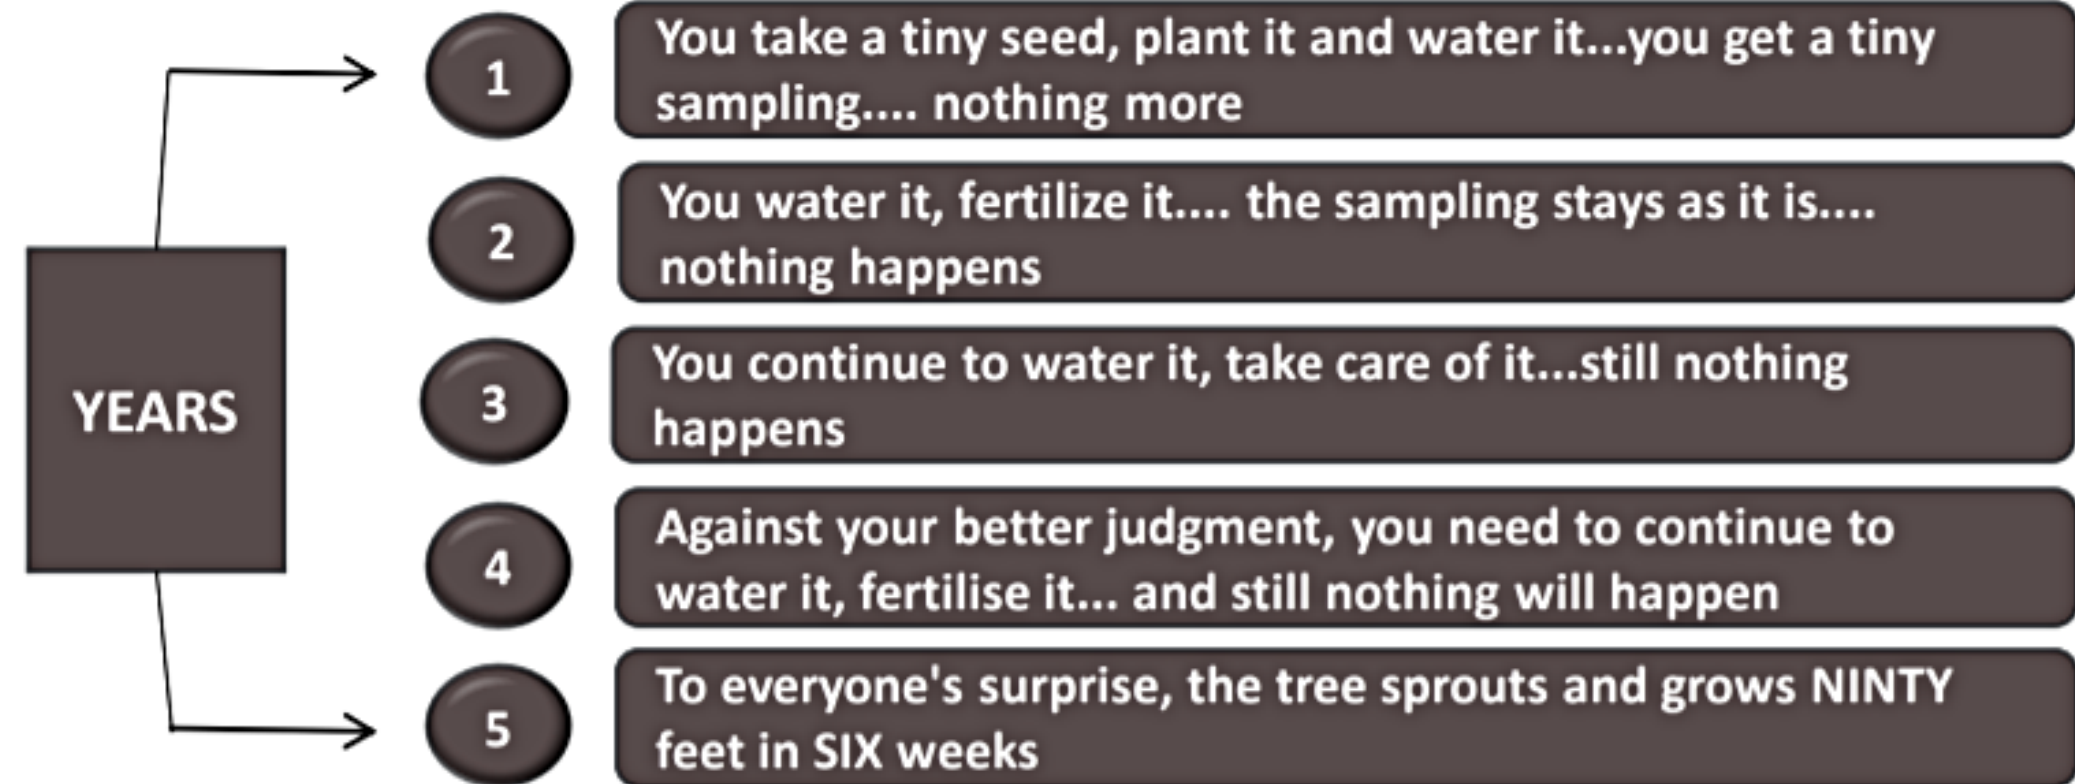 YEARS
1
You take a tiny seed, plant it and water it...you get a tiny
sampling.... nothing more
2
You water it, fertilize it.... the sampling stays as it is....
nothing happens
3
You continue to water it, take care of it...still nothing
happens
4
Against your better judgment, you need to continue to
water it, fertilise it... and still nothing will happen
5
To everyone's surprise, the tree sprouts and grows NINTY
feet in SIX weeks